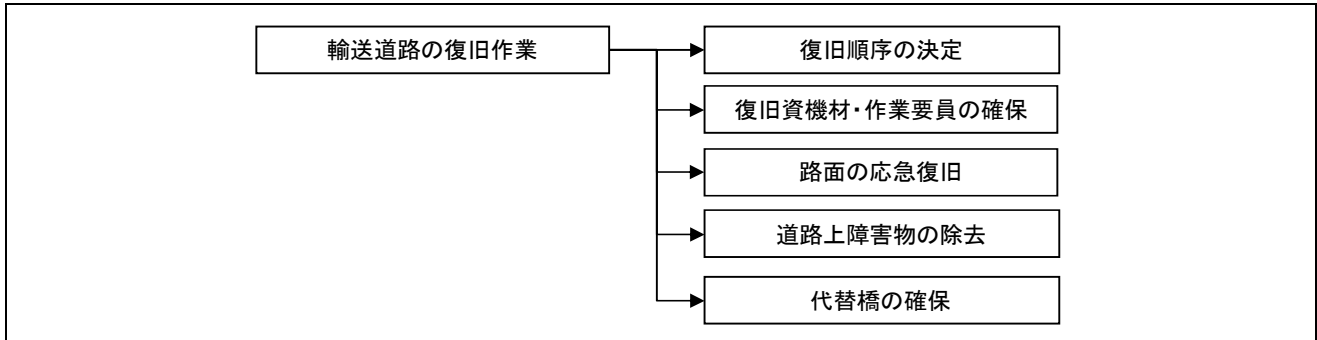 輸送道路の復旧作業
復旧順序の決定
復旧資機材・作業要員の確保
路面の応急復旧
道路上障害物の除去
代替橋の確保